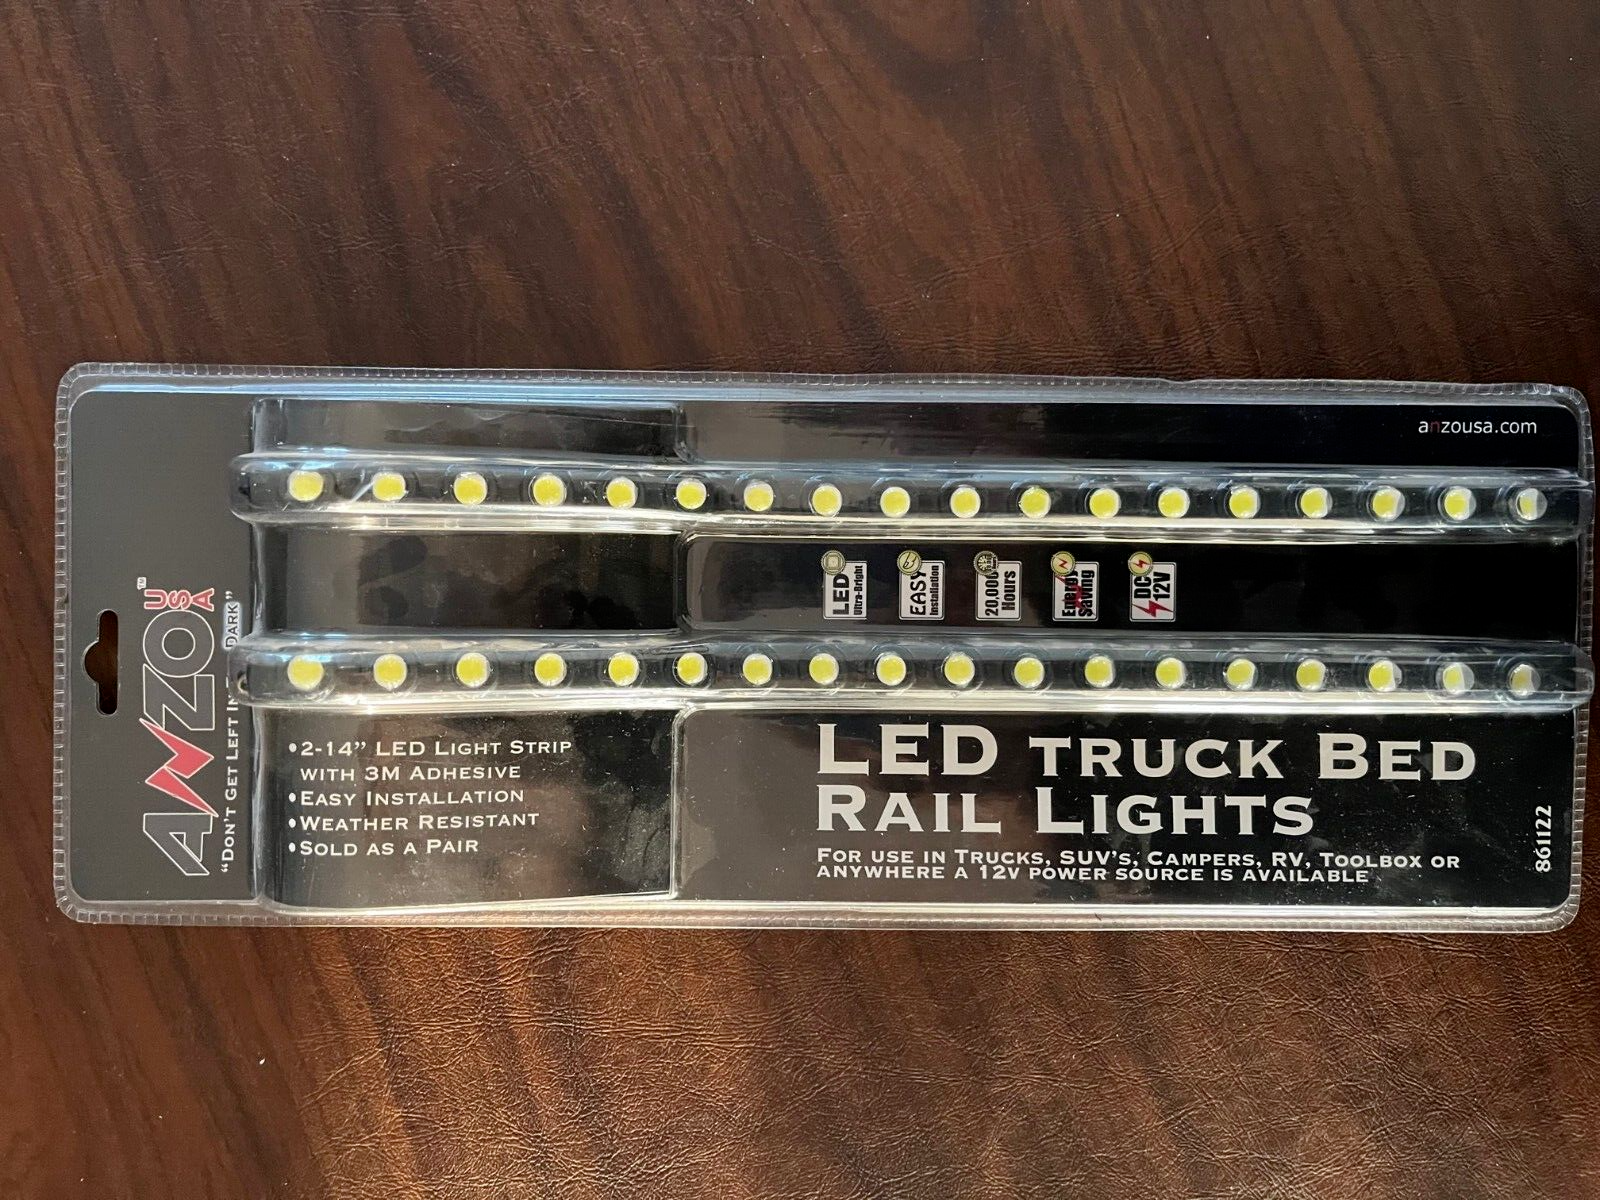 anzousa.com
ANZO
USA™
"DON'T GET LEFT IN
DARK"
LED
Ultra-Bright
EASY
Installation
20,000
Hours
Energy
Saving
DC
12V
•2-14" LED LIGHT STRIP
WITH 3M ADHESIVE
•EASY INSTALLATION
•WEATHER RESISTANT
•SOLD AS A PAIR
LED TRUCK BED
RAIL LIGHTS
FOR USE IN TRUCKS, SUV'S, CAMPERS, RV, TOOLBOX OR
ANYWHERE A 12V POWER SOURCE IS AVAILABLE
861122